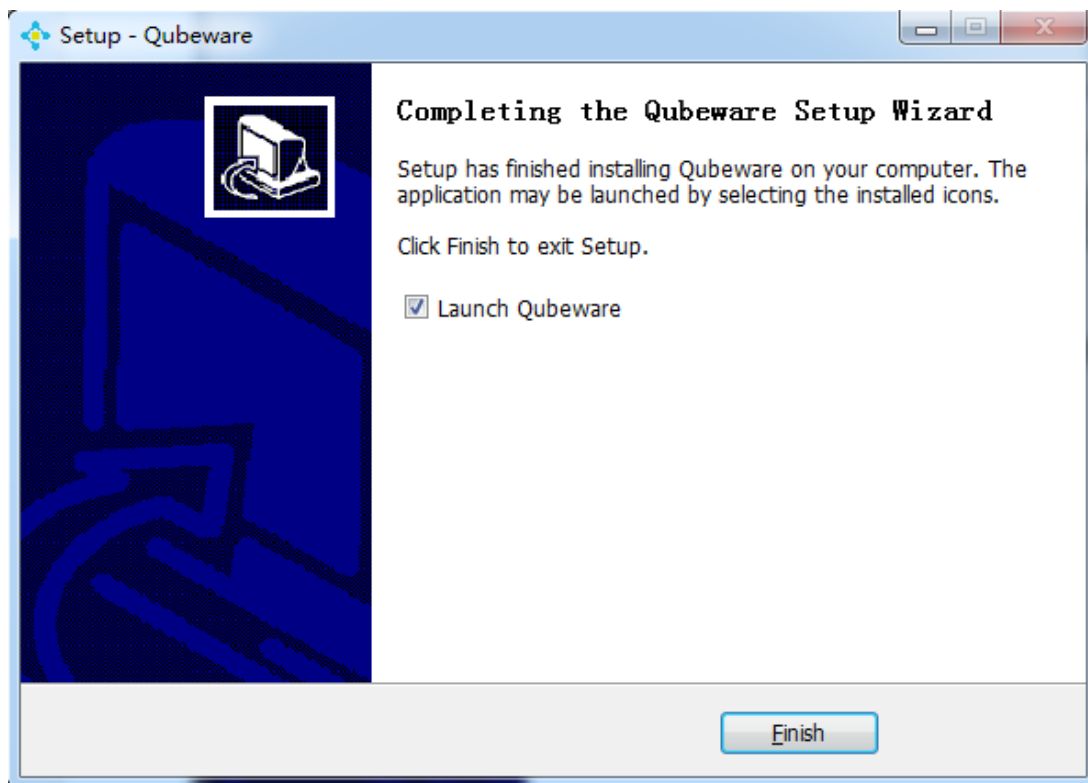 Setup - Qubeware
Completing the Qubeware Setup Wizard
Setup has finished installing Qubeware on your computer. The
application may be launched by selecting the installed icons.
Click Finish to exit Setup.
Launch Qubeware
Finish